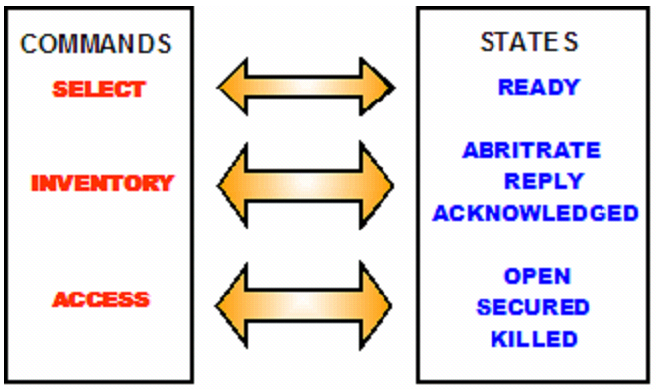 COMMANDS
SELECT
INVENTORY
ACCESS
STATES
READY
ABRITRATE
REPLY
ACKNOWLEDGED
OPEN
SECURED
KILLED